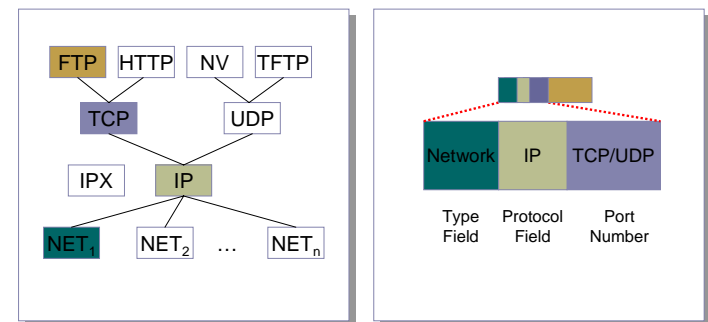 FTP HTTP NV TFTP
TCP UDP
IPX IP
NET1 NET2 … NETn
Network IP TCP/UDP
Type Protocol Port
Field Field Number